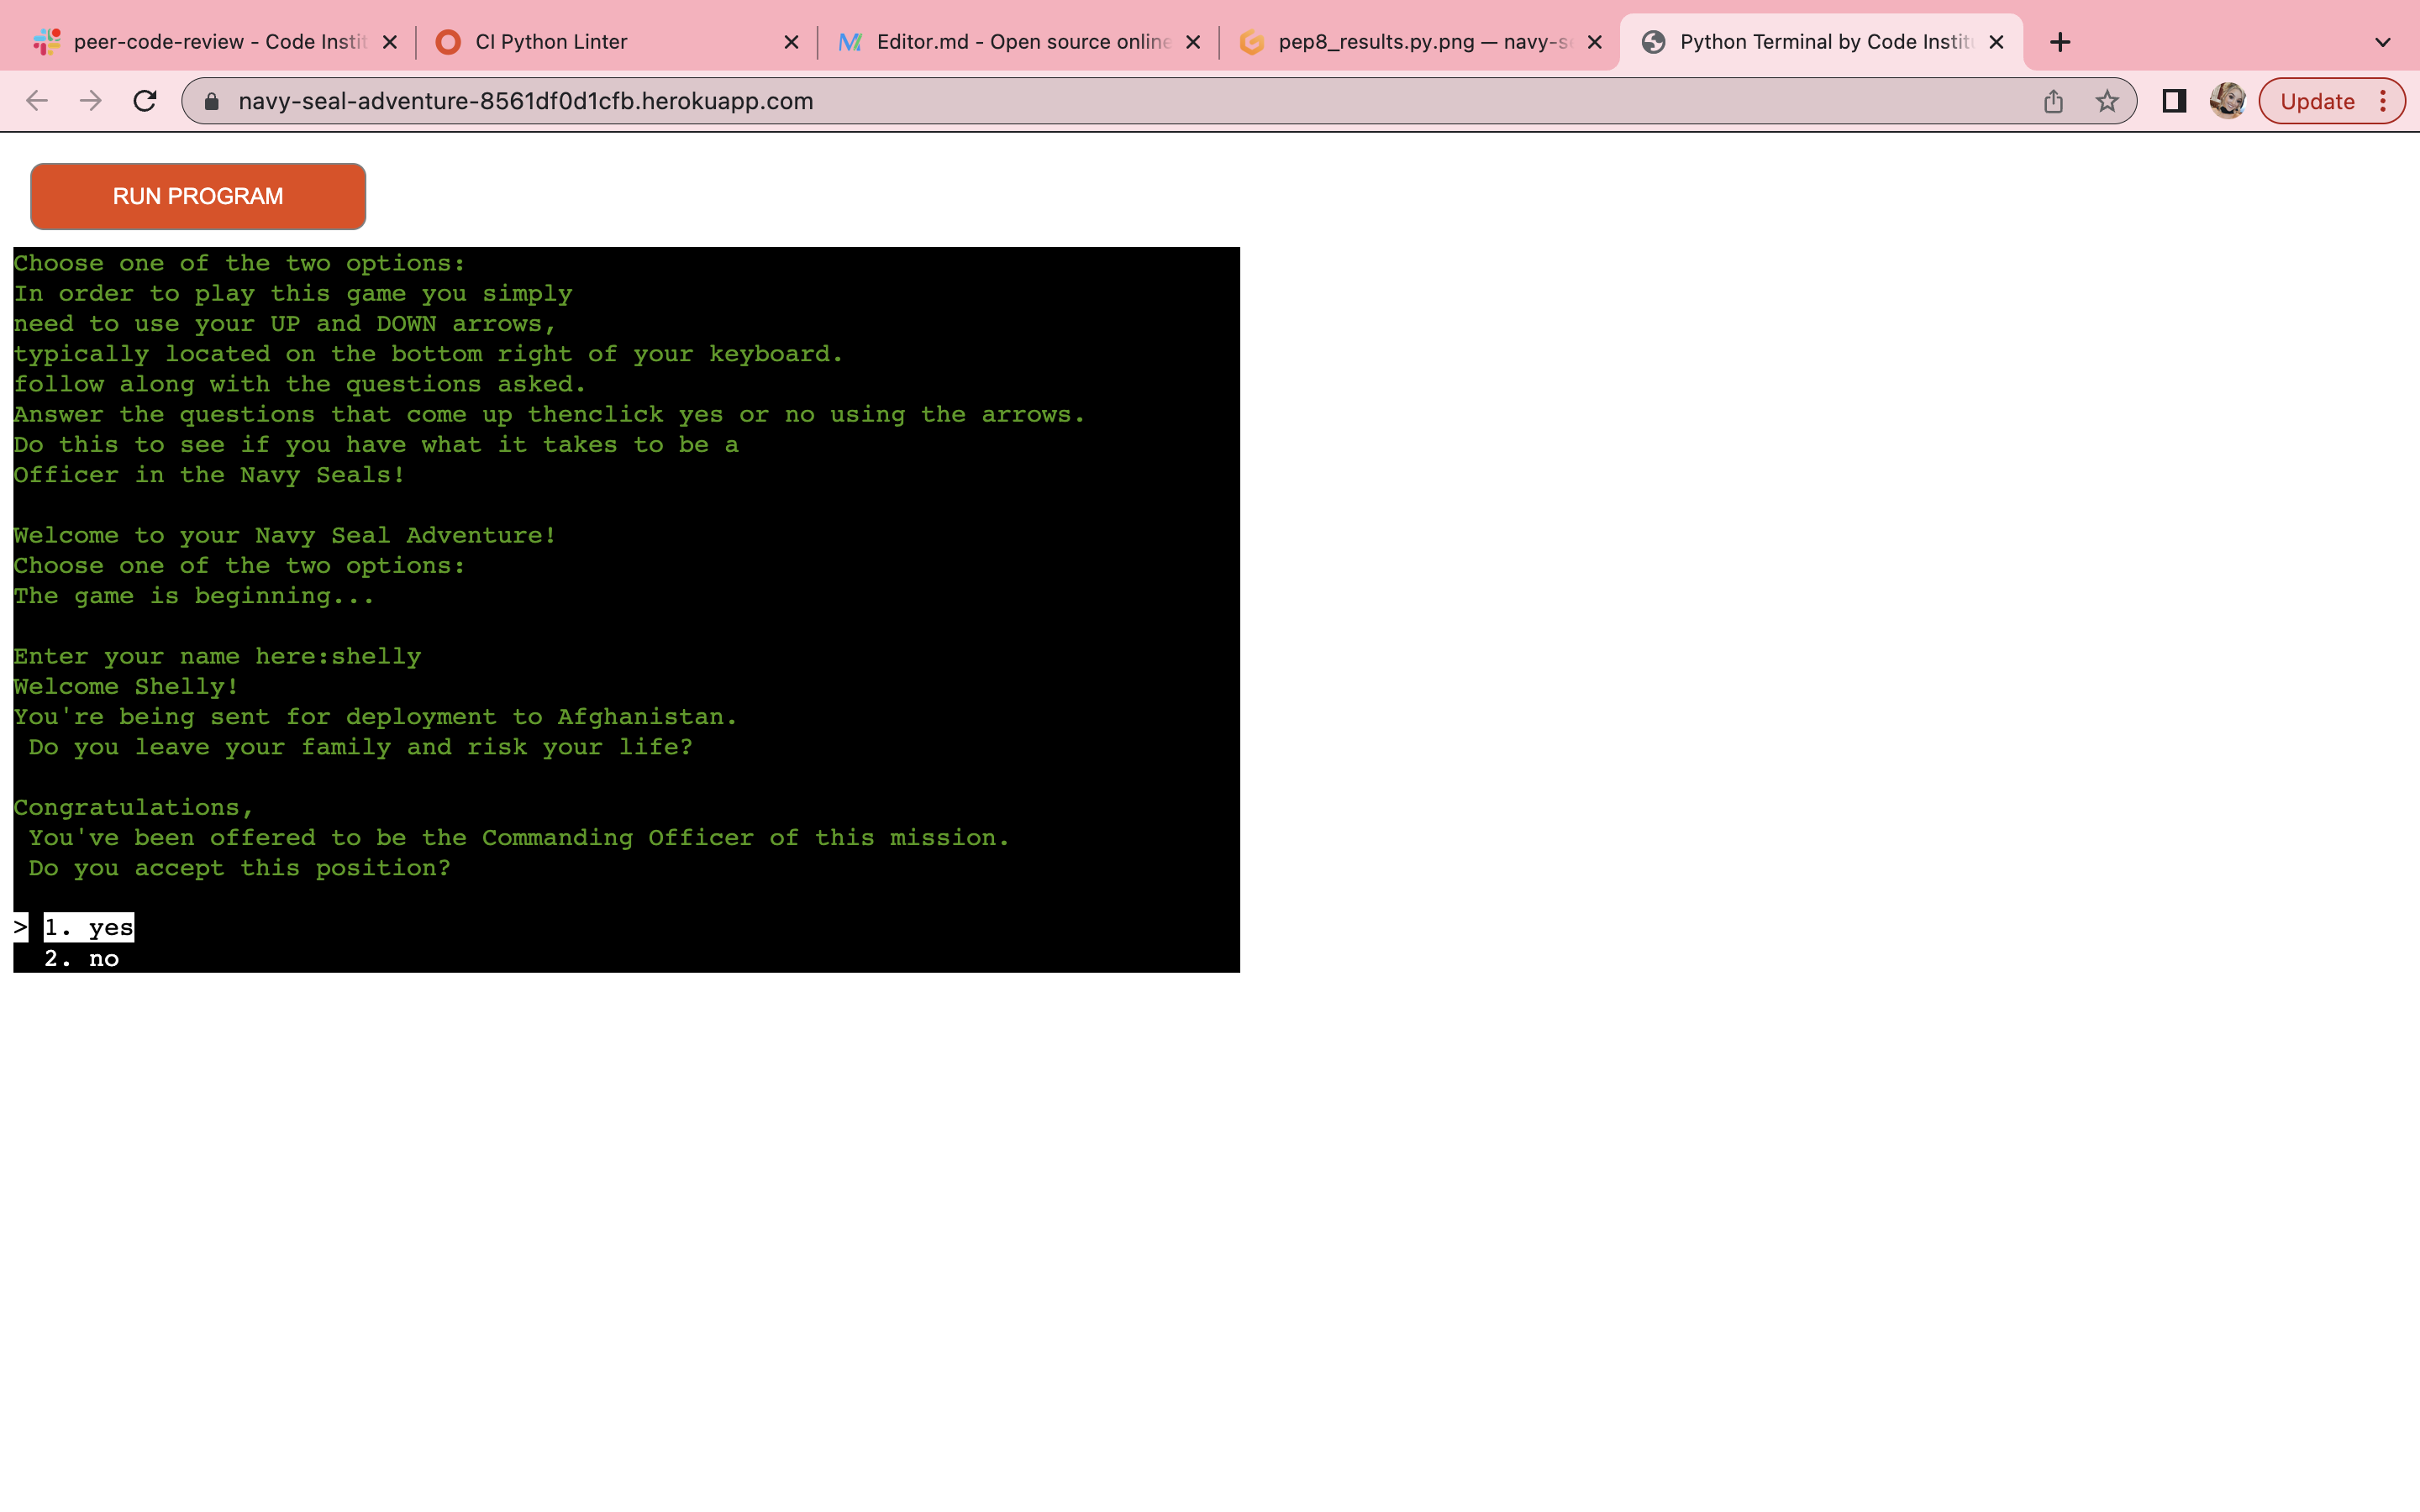 peer-code-review - Code Instit
CI Python Linter
Editor.md - Open source online
pep8_results.py.png — navy-s
Python Terminal by Code Instit
navy-seal-adventure-8561df0d1cfb.herokuapp.com
Update
RUN PROGRAM
Choose one of the two options:
In order to play this game you simply
need to use your UP and DOWN arrows,
typically located on the bottom right of your keyboard.
follow along with the questions asked.
Answer the questions that come up thenclick yes or no using the arrows.
Do this to see if you have what it takes to be a
Officer in the Navy Seals!
Welcome to your Navy Seal Adventure!
Choose one of the two options:
The game is beginning...
Enter your name here:shelly
Welcome Shelly!
You're being sent for deployment to Afghanistan.
Do you leave your family and risk your life?
Congratulations,
You've been offered to be the Commanding Officer of this mission.
Do you accept this position?
> 1. yes
2. no